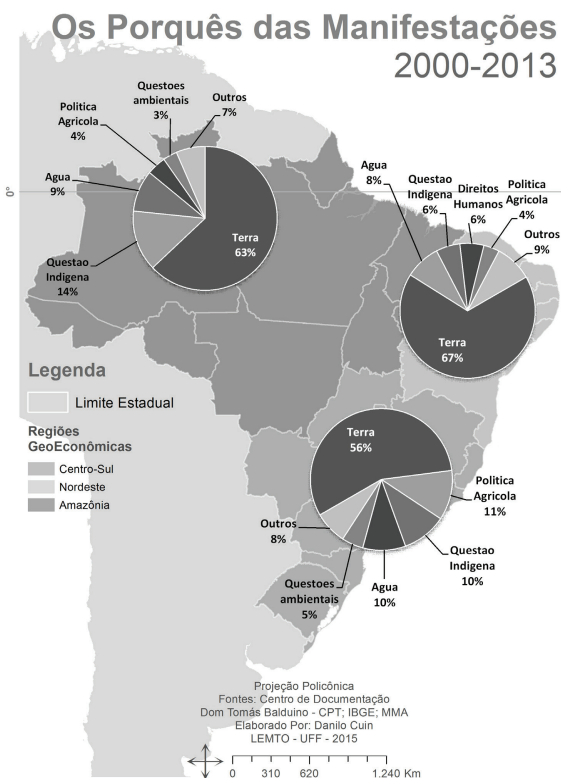 Os Porquês das Manifestações
2000-2013
Questoes
ambientais
3%
Outros
7%
Politica
Agricola
4%
Agua
9%
Questao
Indigena
14%
Terra
63%
0°
Agua
8%
Questao
Indigena
6%
Direitos
Humanos
6%
Politica
Agricola
4%
Outros
9%
Terra
67%
Legenda
Limite Estadual
Regiões
GeoEconômicas
Centro-Sul
Nordeste
Amazônia
Terra
56%
Politica
Agricola
11%
Questao
Indigena
10%
Agua
10%
Questoes
ambientais
5%
Outros
8%
Projeção Policônica
Fontes: Centro de Documentação
Dom Tomás Balduino - CPT; IBGE; MMA
Elaborado Por: Danilo Cuin
LEMTO - UFF - 2015
0 310 620 1.240 Km